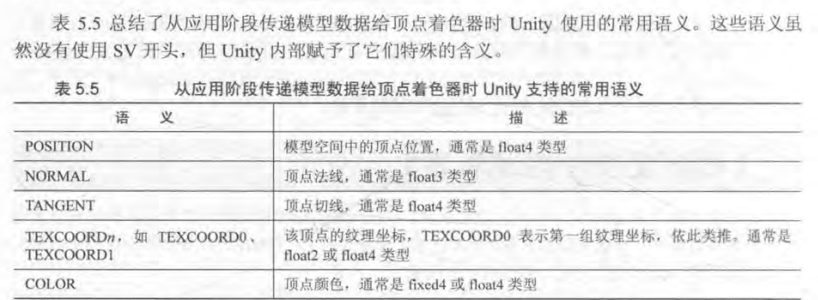 表 5.5 总结了从应用阶段传递模型数据给顶点着色器时 Unity 使用的常用语义。这些语义虽
然没有使用 SV 开头，但 Unity 内部赋予了它们特殊的含义。
表 5.5 从应用阶段传递模型数据给顶点着色器时 Unity 支持的常用语义
语 义 描 述
POSITION 模型空间中的顶点位置，通常是 float4 类型
NORMAL 顶点法线，通常是 float3 类型
TANGENT 顶点切线，通常是 float4 类型
TEXCOORDn，如 TEXCOORD0、 该顶点的纹理坐标，TEXCOORD0 表示第一组纹理坐标，依此类推。通常是
TEXCOORD1 float2 或 float4 类型
COLOR 顶点颜色，通常是 fixed4 或 float4 类型